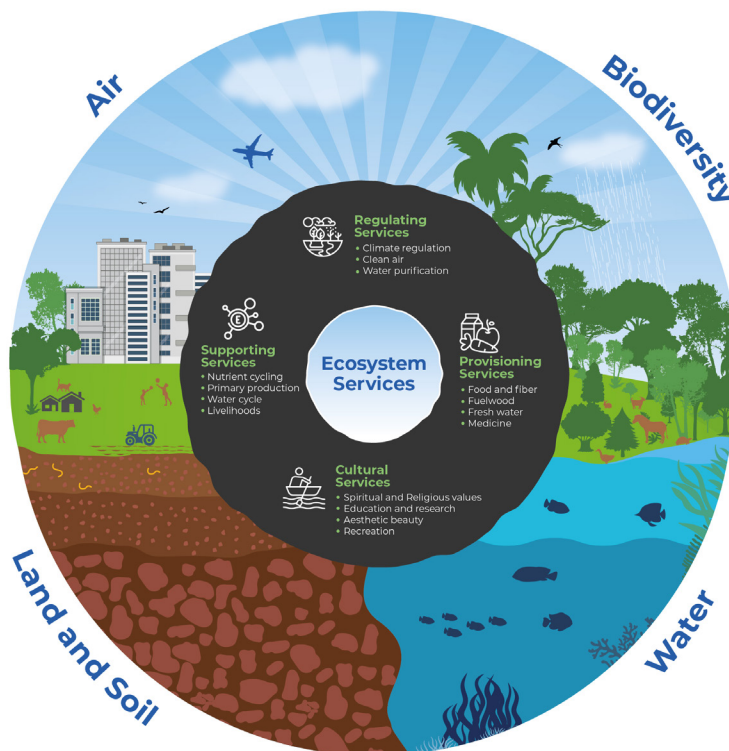 Air
Biodiversity
Regulating
Services
• Climate regulation
• Clean air
• Water purification
Supporting
Services
• Nutrient cycling
• Primary production
• Water cycle
• Livelihoods
Ecosystem
Services
Provisioning
Services
• Food and fiber
• Fuelwood
• Fresh water
• Medicine
Cultural
Services
• Spiritual and Religious values
• Education and research
• Aesthetic beauty
• Recreation
Land and Soil
Water
E